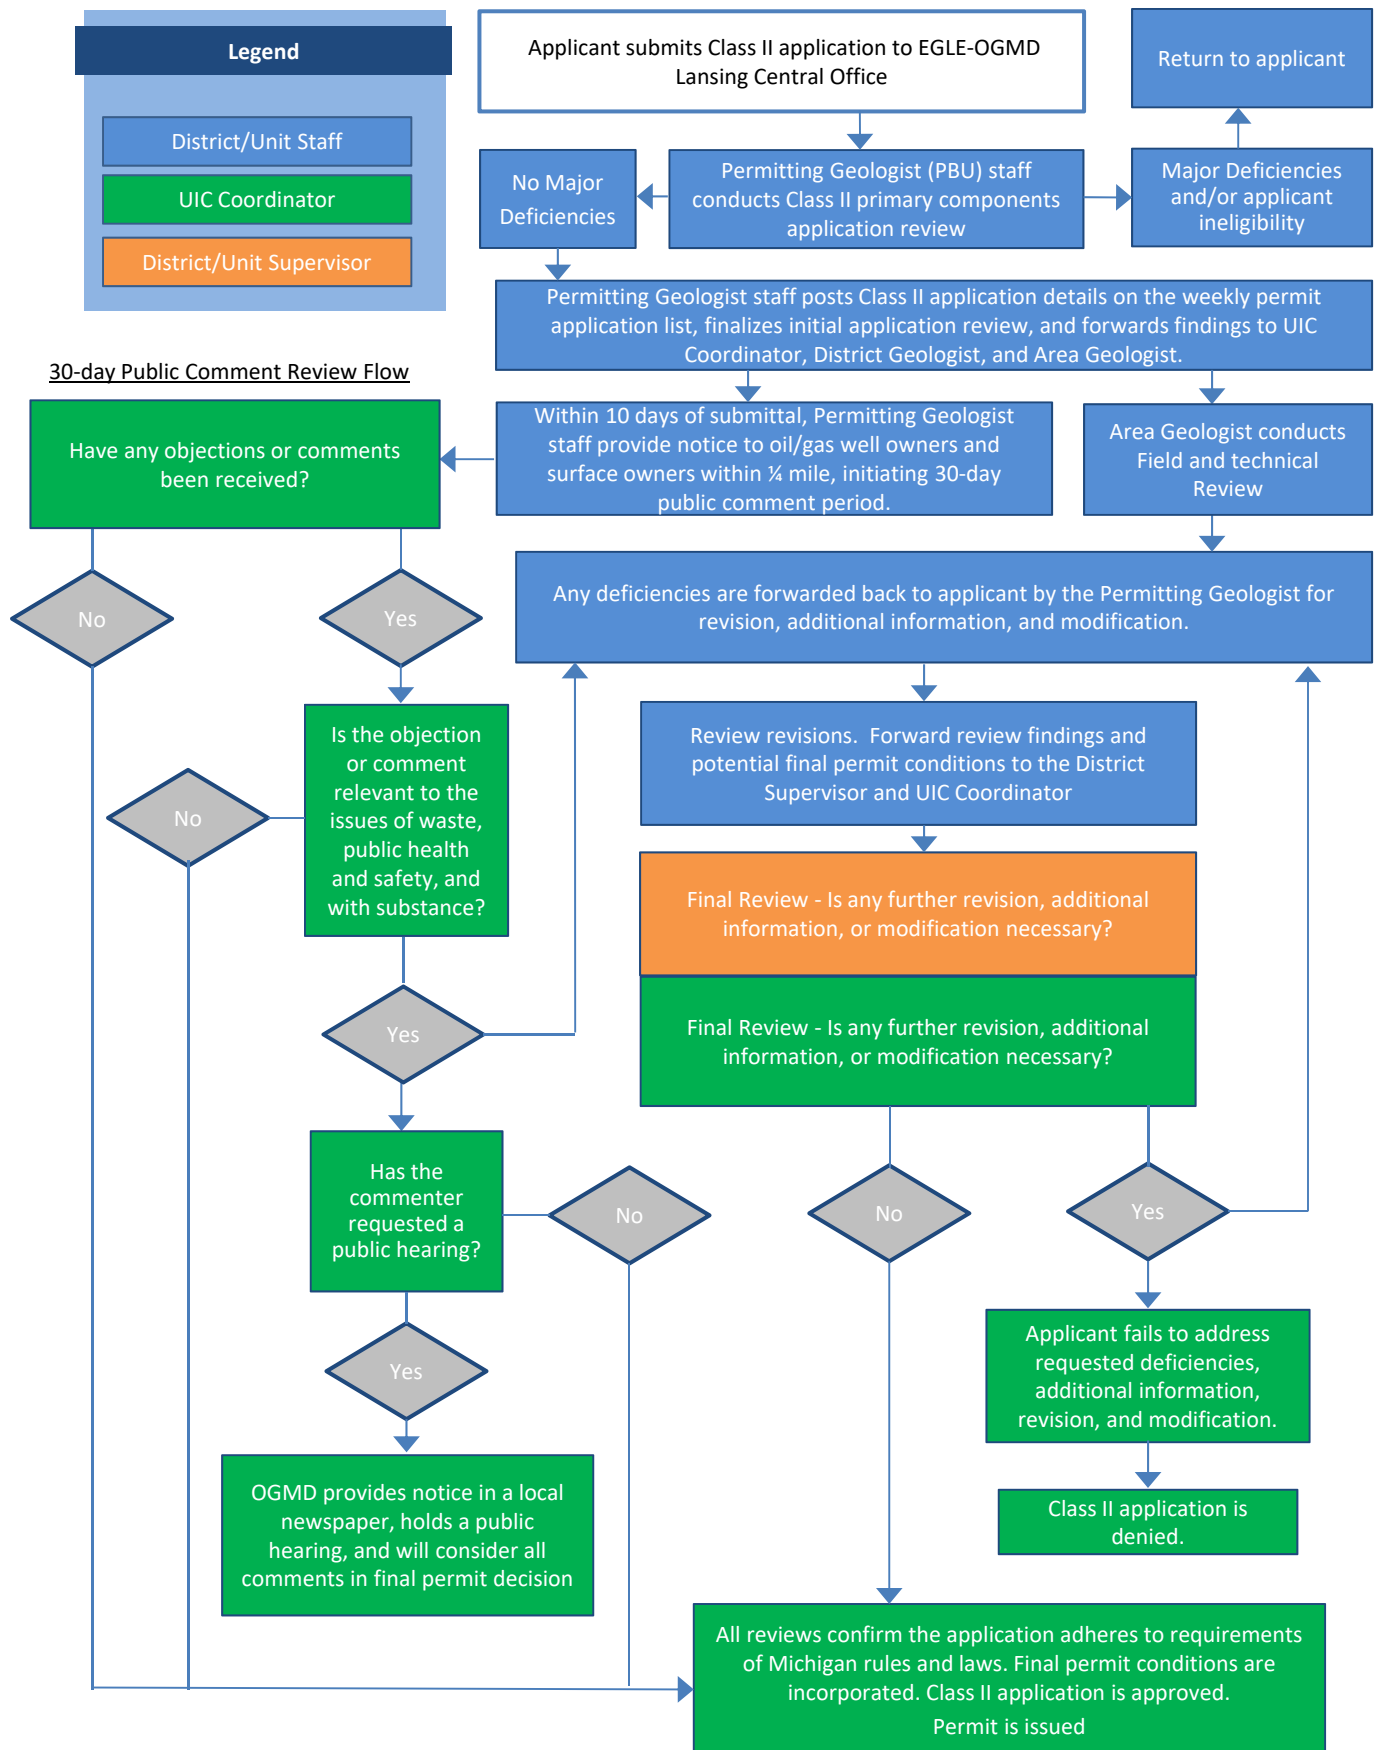 Legend
District/Unit Staff
UIC Coordinator
District/Unit Supervisor
Applicant submits Class II application to EGLE-OGMD
Lansing Central Office
Return to applicant
No Major
Deficiencies
Permitting Geologist (PBU) staff
conducts Class II primary components
application review
Major Deficiencies
and/or applicant
ineligibility
Permitting Geologist staff posts Class II application details on the weekly permit
application list, finalizes initial application review, and forwards findings to UIC
Coordinator, District Geologist, and Area Geologist.
30-day Public Comment Review Flow
Have any objections or comments
been received?
Within 10 days of submittal, Permitting Geologist
staff provide notice to oil/gas well owners and
surface owners within ¼ mile, initiating 30-day
public comment period.
Area Geologist conducts
Field and technical
Review
No
Yes
Any deficiencies are forwarded back to applicant by the Permitting Geologist for
revision, additional information, and modification.
Is the objection
or comment
relevant to the
issues of waste,
public health
and safety, and
with substance?
No
Review revisions.  Forward review findings and
potential final permit conditions to the District
Supervisor and UIC Coordinator
Final Review - Is any further revision, additional
information, or modification necessary?
Final Review - Is any further revision, additional
information, or modification necessary?
Yes
Has the
commenter
requested a
public hearing?
No
No
Yes
Yes
Applicant fails to address
requested deficiencies,
additional information,
revision, and modification.
OGMD provides notice in a local
newspaper, holds a public
hearing, and will consider all
comments in final permit decision
Class II application is
denied.
All reviews confirm the application adheres to requirements
of Michigan rules and laws. Final permit conditions are
incorporated. Class II application is approved.
Permit is issued